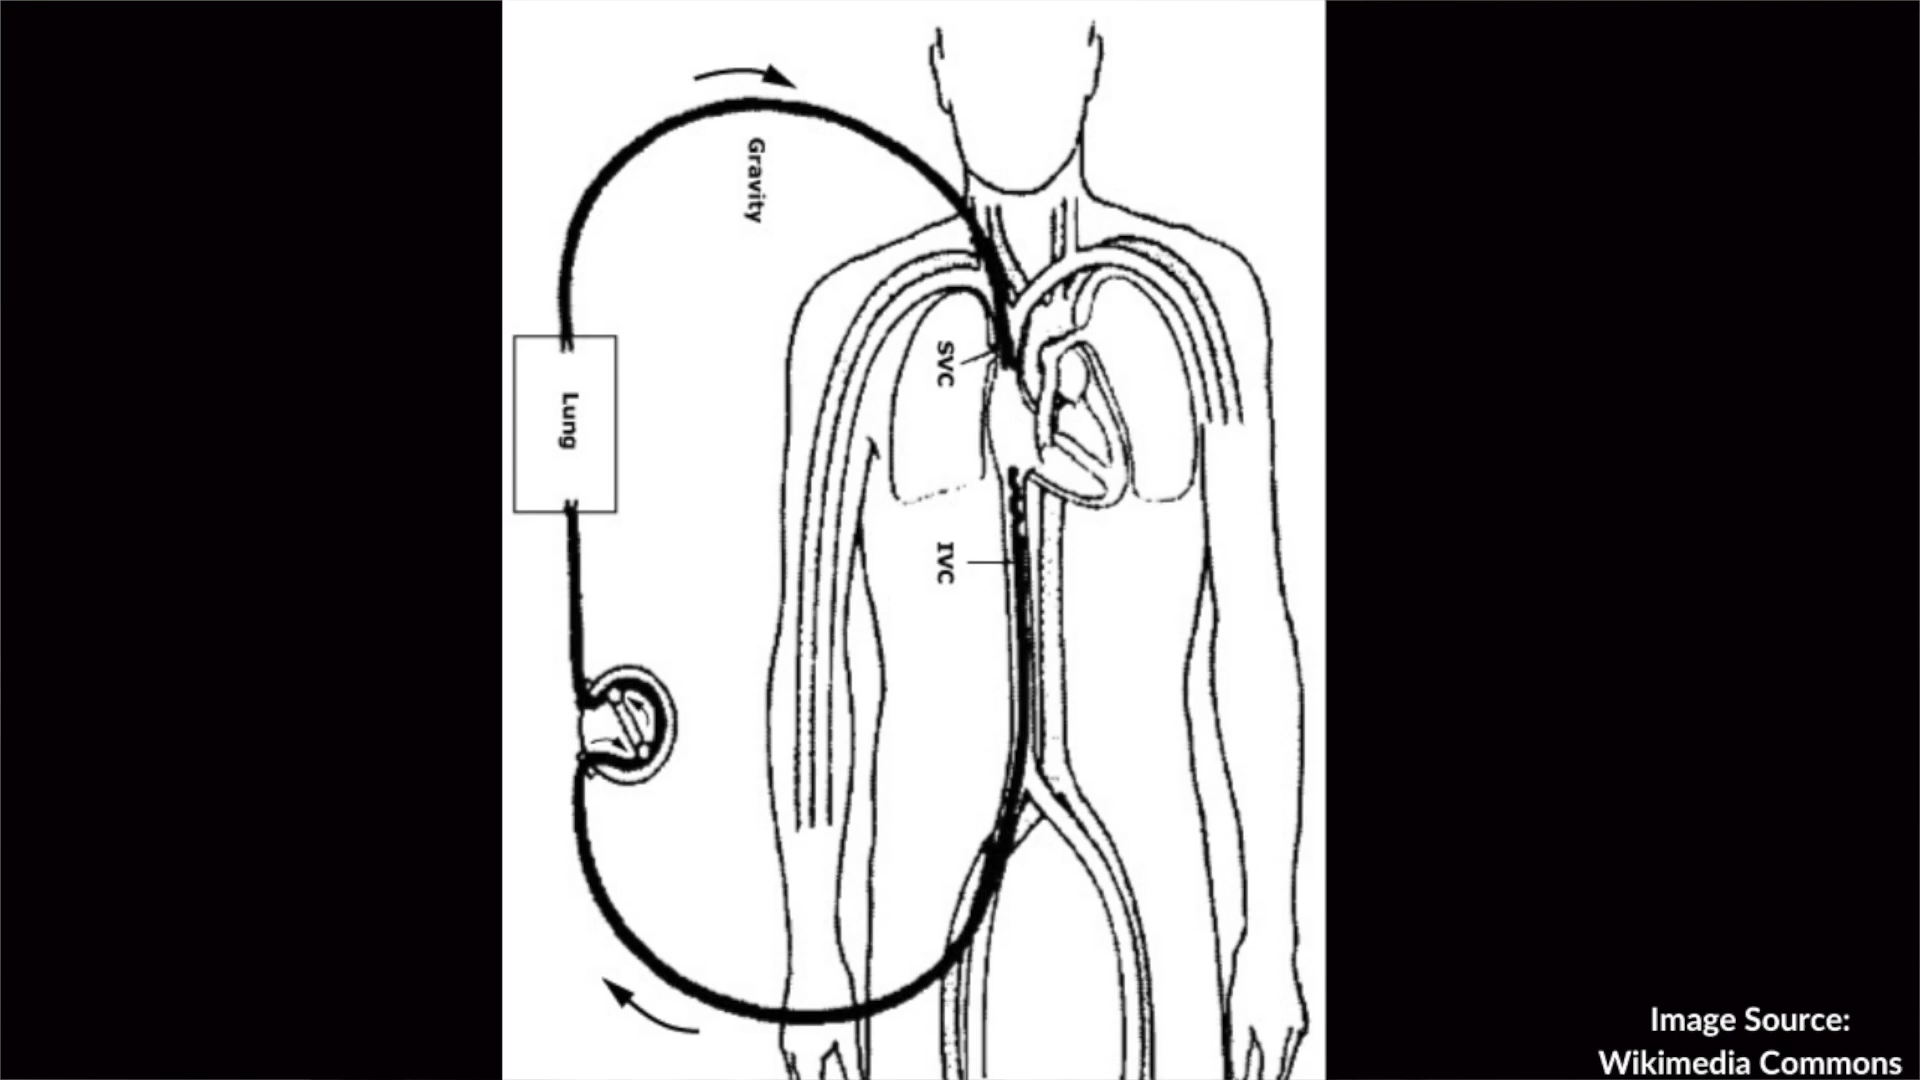 Gravity
SVC
Lung
IVC
Image Source:
Wikimedia Commons